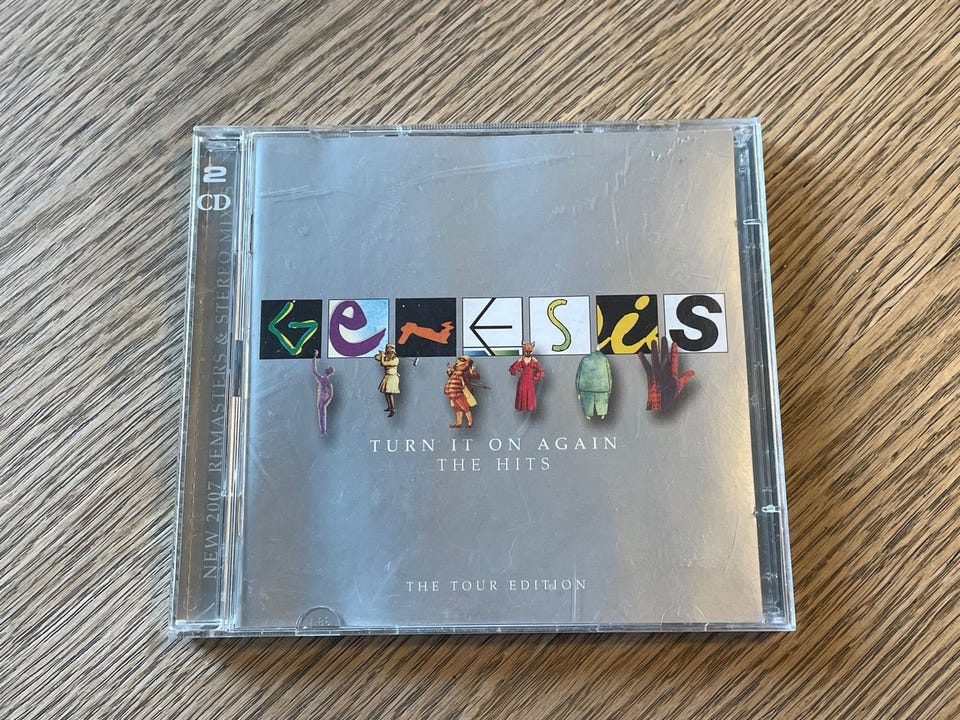 2
CD
NEW 2007 REMASTERS & STEREO MIXES
GENESIS
TURN IT ON AGAIN
THE HITS
THE TOUR EDITION